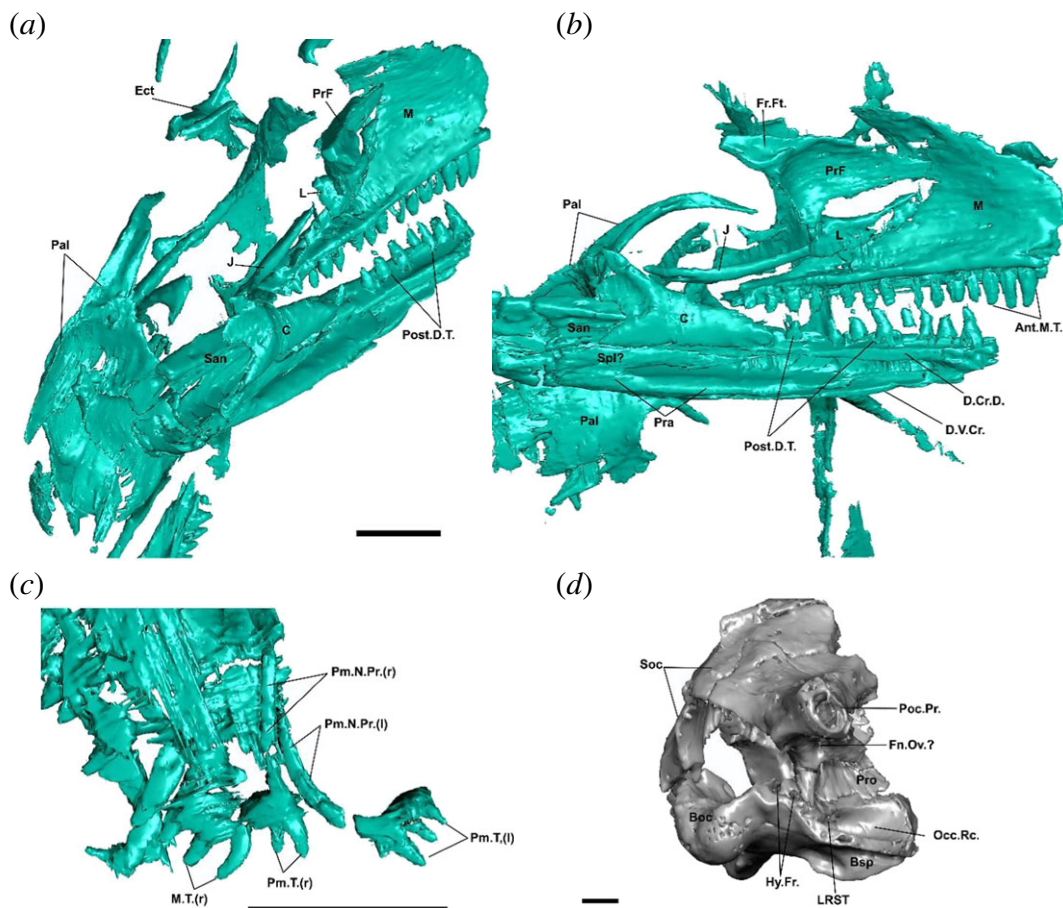 (a)
Ect
PrF
M
L
Pal
J
C
San
Post.D.T.
(b)
Fr.Ft.
PrF
Pal
M
J
L
San
C
Ant.M.T.
Spl?
D.Cr.D.
Pal
Pra
D.V.Cr.
Post.D.T.
(c)
Pm.N.Pr.(r)
Pm.N.Pr.(l)
Pm.T,(l)
Pm.T.(r)
M.T.(r)
(d)
Soc
Poc.Pr.
Fn.Ov.?
Pro
Boc
Occ.Rc.
Bsp
Hy.Fr.
LRST